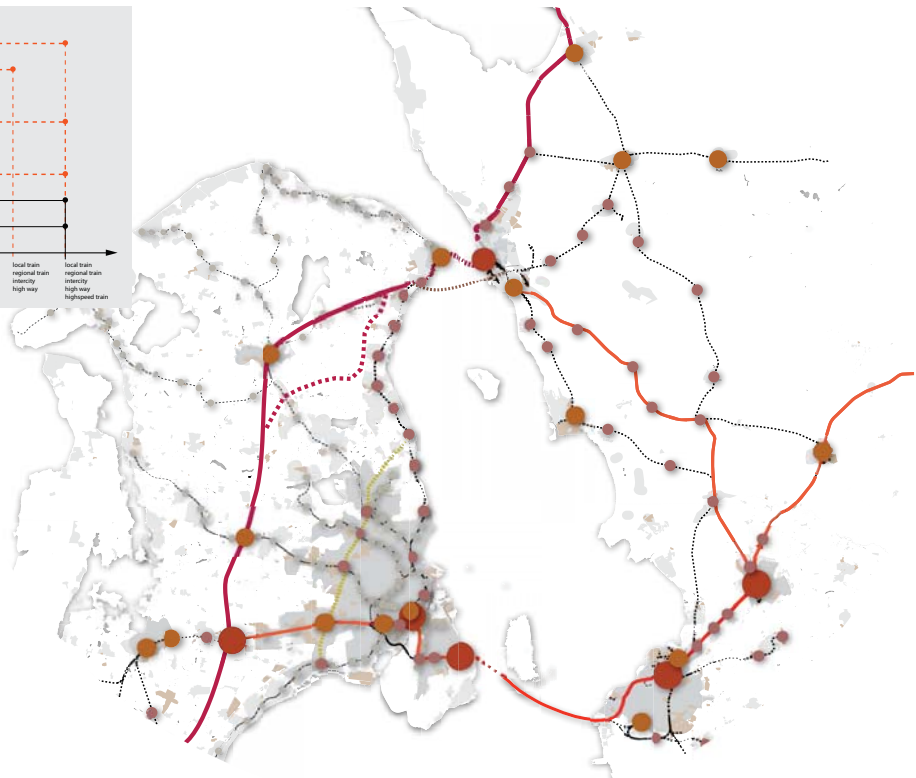 local train
regional train
intercity
high way
local train
regional train
intercity
high way
highspeed train